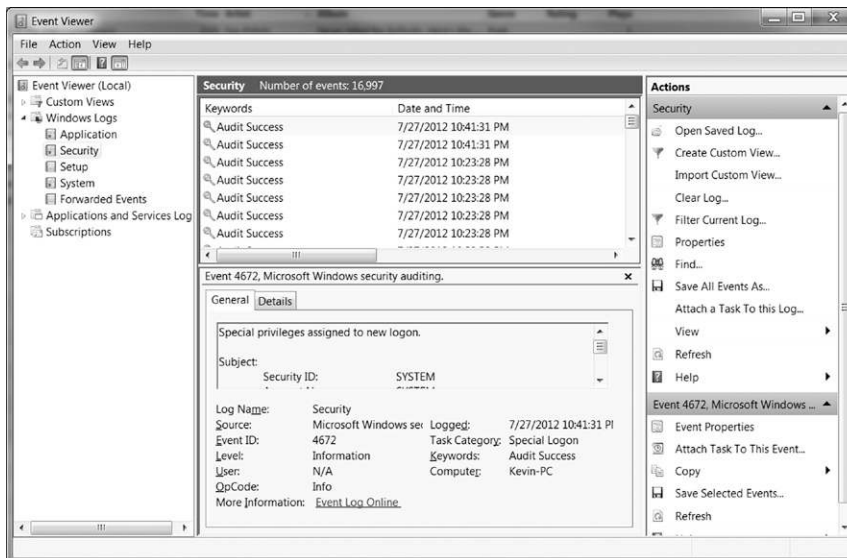 Event Viewer
File Action View Help
Event Viewer (Local)
Custom Views
Windows Logs
Application
Security
Setup
System
Forwarded Events
Applications and Services Log
Subscriptions
Security Number of events: 16,997
Keywords Date and Time
Audit Success 7/27/2012 10:41:31 PM
Audit Success 7/27/2012 10:41:31 PM
Audit Success 7/27/2012 10:23:28 PM
Audit Success 7/27/2012 10:23:28 PM
Audit Success 7/27/2012 10:23:28 PM
Audit Success 7/27/2012 10:23:28 PM
Audit Success 7/27/2012 10:23:28 PM
Event 4672, Microsoft Windows security auditing.
General Details
Special privileges assigned to new logon.
Subject:
Security ID: SYSTEM
Log Name: Security
Source: Microsoft Windows sec Logged: 7/27/2012 10:41:31 PM
Event ID: 4672 Task Category: Special Logon
Level: Information Keywords: Audit Success
User: N/A Computer: Kevin-PC
OpCode: Info
More Information: Event Log Online
Actions
Security
Open Saved Log...
Create Custom View...
Import Custom View...
Clear Log...
Filter Current Log...
Properties
Find...
Save All Events As...
Attach a Task To this Log...
View
Refresh
Help
Event 4672, Microsoft Windows ...
Event Properties
Attach Task To This Event...
Copy
Save Selected Events...
Refresh